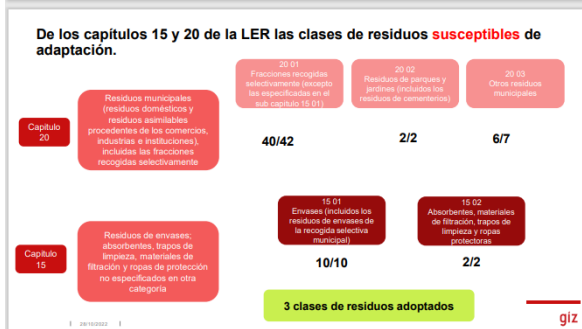 De los capítulos 15 y 20 de la LER las clases de residuos susceptibles de
adaptación.
20 01
Fracciones recogidas
selectivamente (excepto
las especificadas en el
sub capítulo 15 01)
20 02
Residuos de parques y
jardines (incluidos los
residuos de cementerios)
20 03
Otros residuos
municipales
Capítulo
20
Residuos municipales
(residuos domésticos y
residuos asimilables
procedentes de los comercios,
industrias e instituciones),
incluidas las fracciones
recogidas selectivamente
40/42
2/2
6/7
15 01
Envases (incluidos los
residuos de envases de
la recogida selectiva
municipal)
15 02
Absorbentes, materiales
de filtración, trapos de
limpieza y ropas
protectoras
Capítulo
15
Residuos de envases;
absorbentes, trapos de
limpieza, materiales de
filtración y ropas de protección
no especificados en otra
categoría
10/10
2/2
3 clases de residuos adoptados
giz